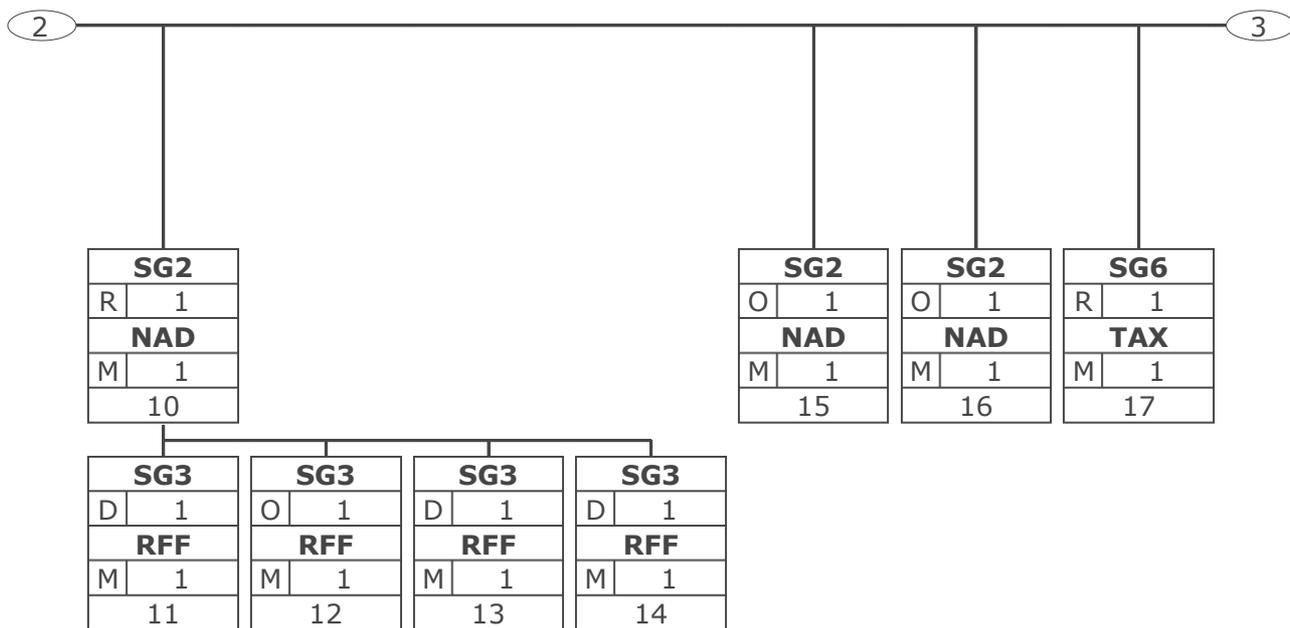 2 3
SG2 SG2 SG2 SG6
R 1 O 1 O 1 R 1
NAD NAD NAD TAX
M 1 M 1 M 1 M 1
10 15 16 17
SG3 SG3 SG3 SG3
D 1 O 1 D 1 D 1
RFF RFF RFF RFF
M 1 M 1 M 1 M 1
11 12 13 14